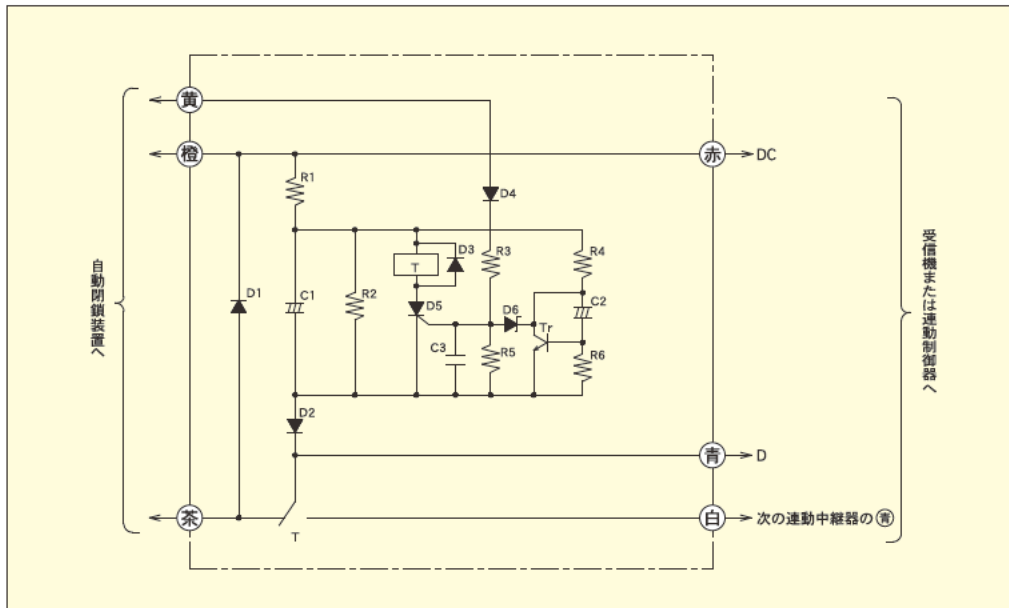 黄
橙
赤
DC
R1
D4
D3
R3
R4
T
D1
C1
R2
D5
D6
C2
Tr
C3
R5
R6
D2
青
D
茶
白
次の連動中継器の青
T
自動閉鎖装置へ
受信機または連動制御器へ